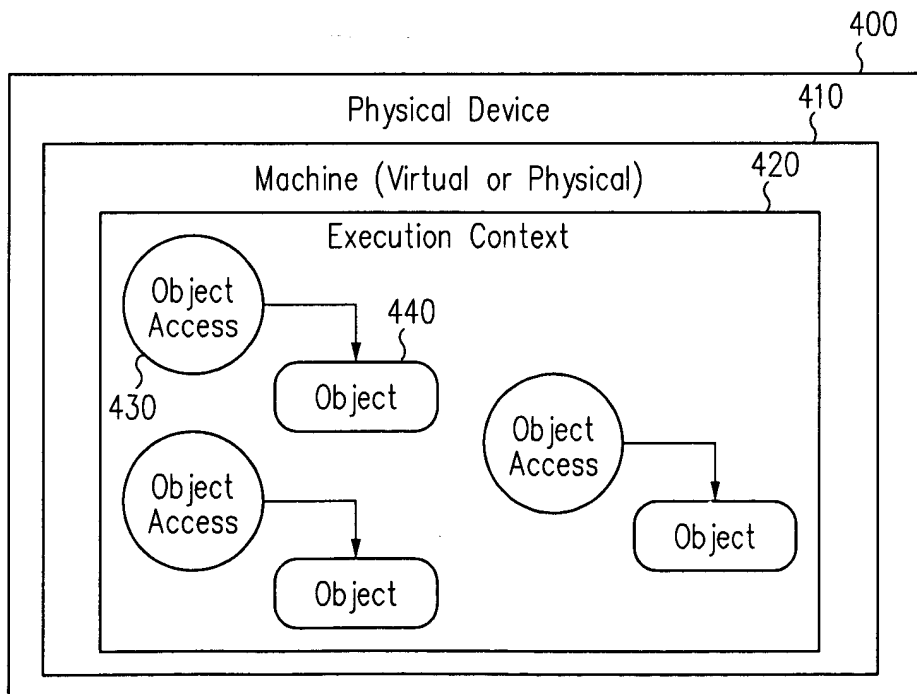 400
Physical Device
410
Machine (Virtual or Physical)
420
Execution Context
Object
Access
440
430
Object
Object
Access
Object
Access
Object
Object